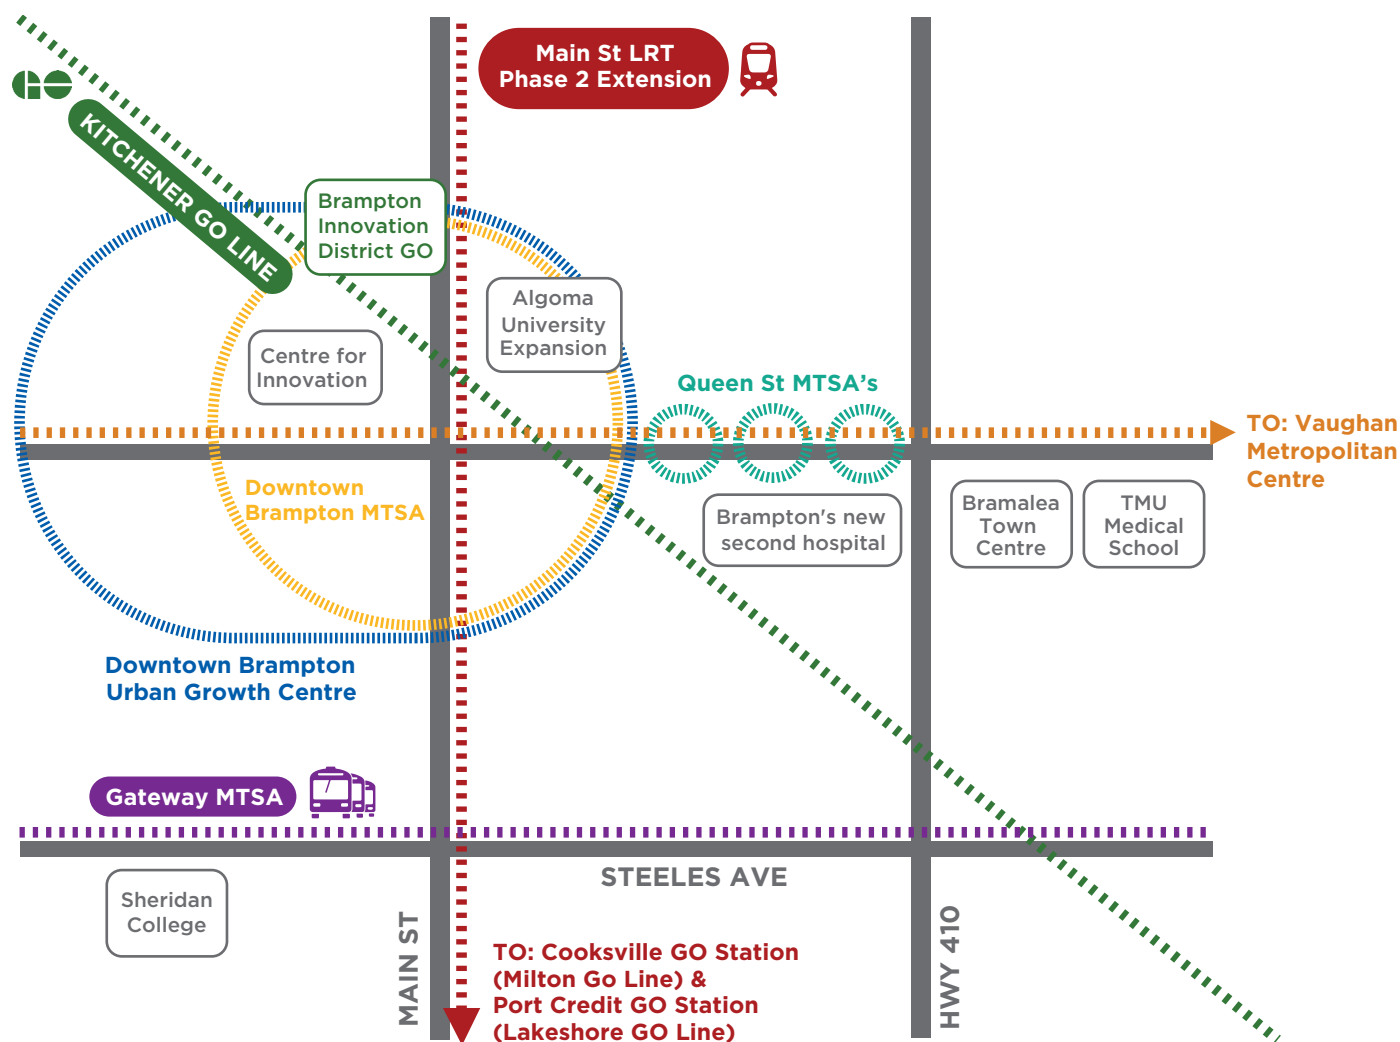 Main St LRT
Phase 2 Extension
KITCHENER GO LINE
Brampton
Innovation
District GO
Algoma
University
Expansion
Centre for
Innovation
Queen St MTSA's
TO: Vaughan
Metropolitan
Centre
Downtown
Brampton MTSA
Brampton's new
second hospital
Bramalea
Town
Centre
TMU
Medical
School
Downtown Brampton
Urban Growth Centre
Gateway MTSA
STEELES AVE
Sheridan
College
MAIN ST
HWY 410
TO: Cooksville GO Station
(Milton Go Line) &
Port Credit GO Station
(Lakeshore GO Line)